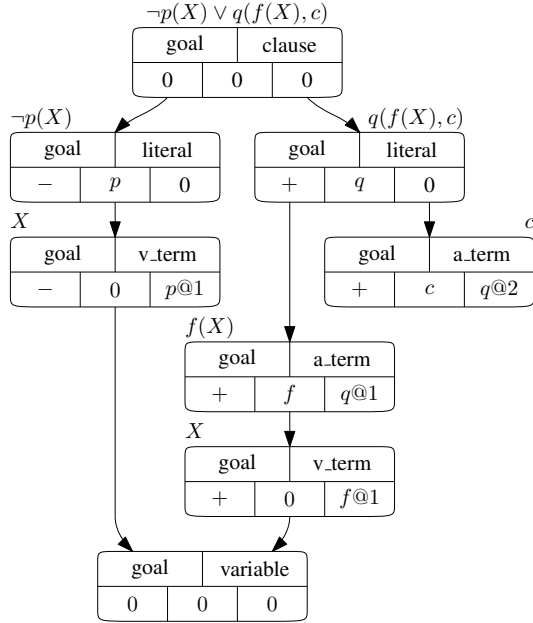 ¬p(X) ∨ q(f(X), c)
goal clause
0 0 0
¬p(X) q(f(X), c)
goal literal goal literal
− p 0 + q 0
X c
goal v_term goal a_term
− 0 p@1 + c q@2
f(X)
goal a_term
+ f q@1
X
goal v_term
+ 0 f@1
goal variable
0 0 0